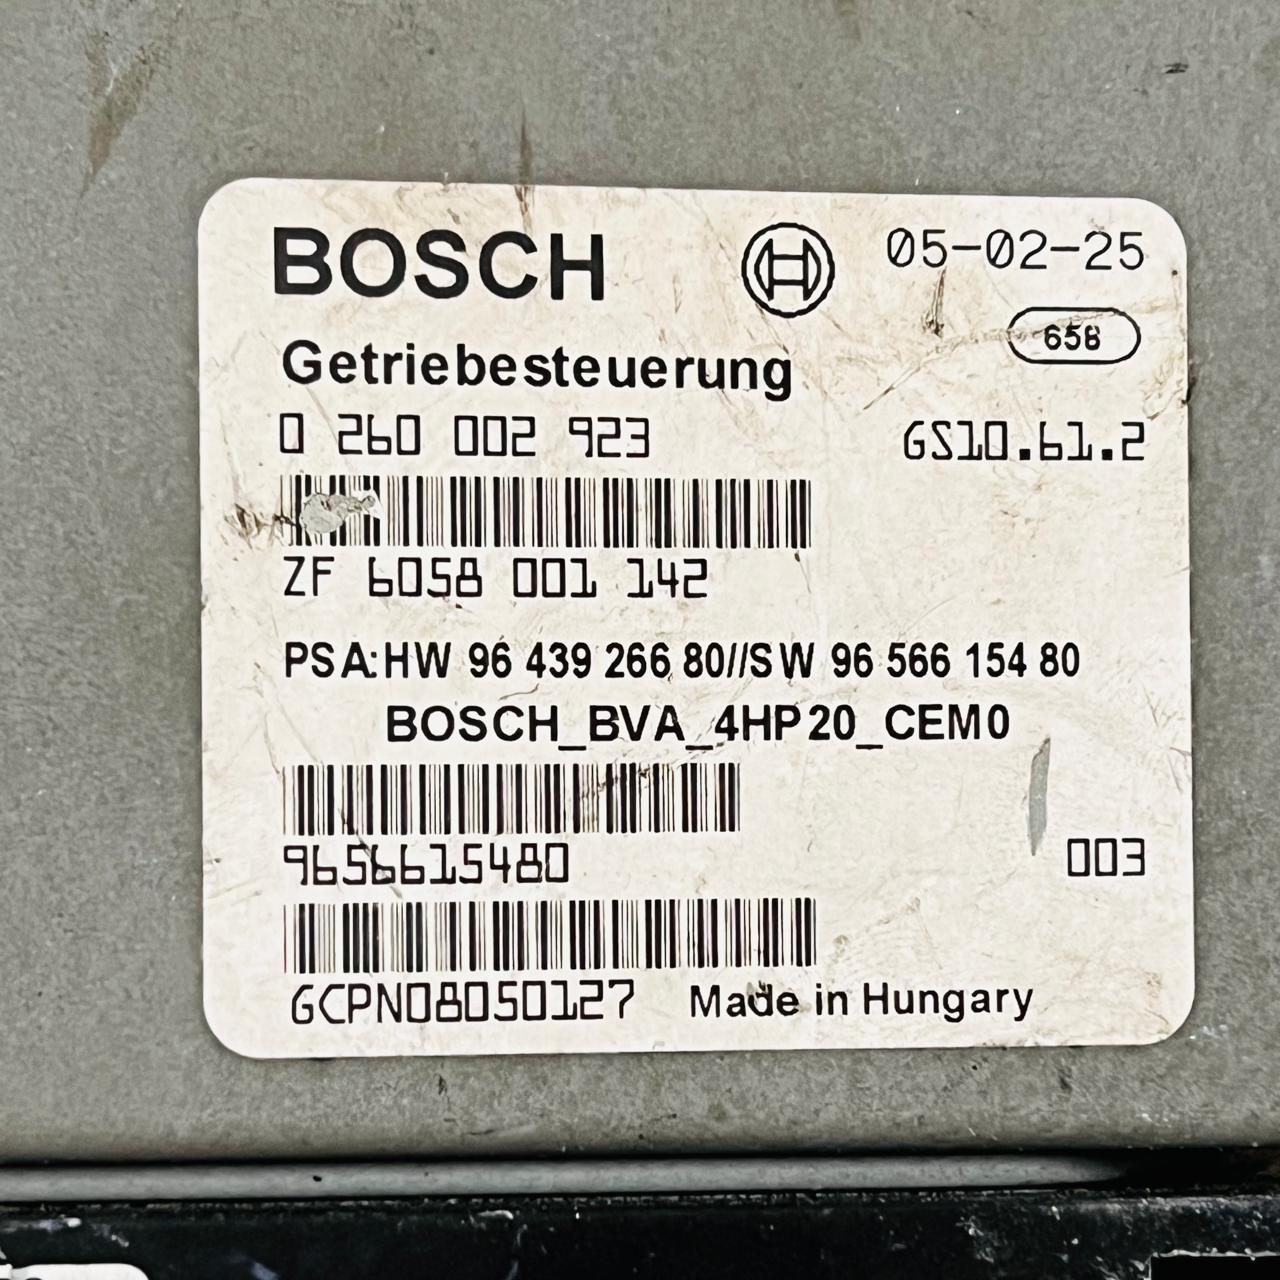 BOSCH
05-02-25
658
Getriebesteuerung
0 260 002 923
GS10.61.2
ZF 6058 001 142
PSA:HW 96 439 266 80//SW 96 566 154 80
BOSCH_BVA_4HP20_CEM0
9656615480
003
GCPN08050127
Made in Hungary